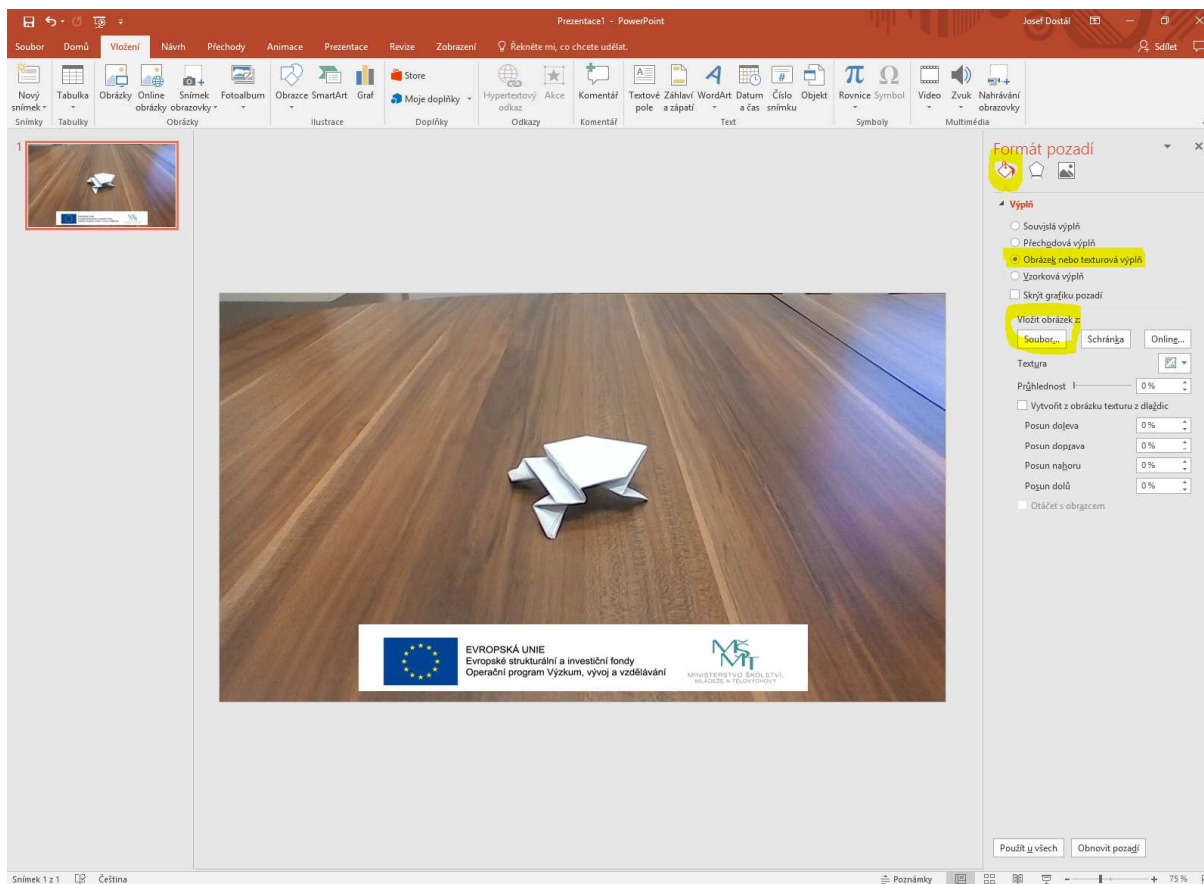 Prezentace1 - PowerPoint
Josef Dostál
Soubor Domů Vložení Návrh Přechody Animace Prezentace Revize Zobrazení Řekněte mi, co chcete udělat. Sdílet
Nový snímek
Tabulka
Obrázky
Online obrázky
Snímek obrazovky
Fotoalbum
Obrazce
SmartArt
Graf
Store
Moje doplňky
Hypertextový odkaz
Akce
Komentář
Textové pole
Záhlaví a zápatí
WordArt
Datum a čas
Číslo snímku
Objekt
Rovnice
Symbol
Video
Zvuk
Nahrávání obrazovky
Snímky Tabulky Obrázky Ilustrace Doplňky Odkazy Komentář Text Symboly Multimédia
1
Formát pozadí
Výplň
Souvislá výplň
Přechodová výplň
Obrázek nebo texturová výplň
Vzorková výplň
Skrýt grafiku pozadí
Vložit obrázek z:
Soubor... Schránka Online...
Textura
Průhlednost 0 %
Vytvořit z obrázku texturu z dlaždic
Posun doleva 0 %
Posun doprava 0 %
Posun nahoru 0 %
Posun dolů 0 %
Otáčet s obrazcem
EVROPSKÁ UNIE
Evropské strukturální a investiční fondy
Operační program Výzkum, vývoj a vzdělávání
MŠMT
MINISTERSTVO ŠKOLSTVÍ,
MLÁDEŽE A TĚLOVÝCHOVY
Použít u všech Obnovit pozadí
Snímek 1 z 1 Čeština Poznámky 75 %